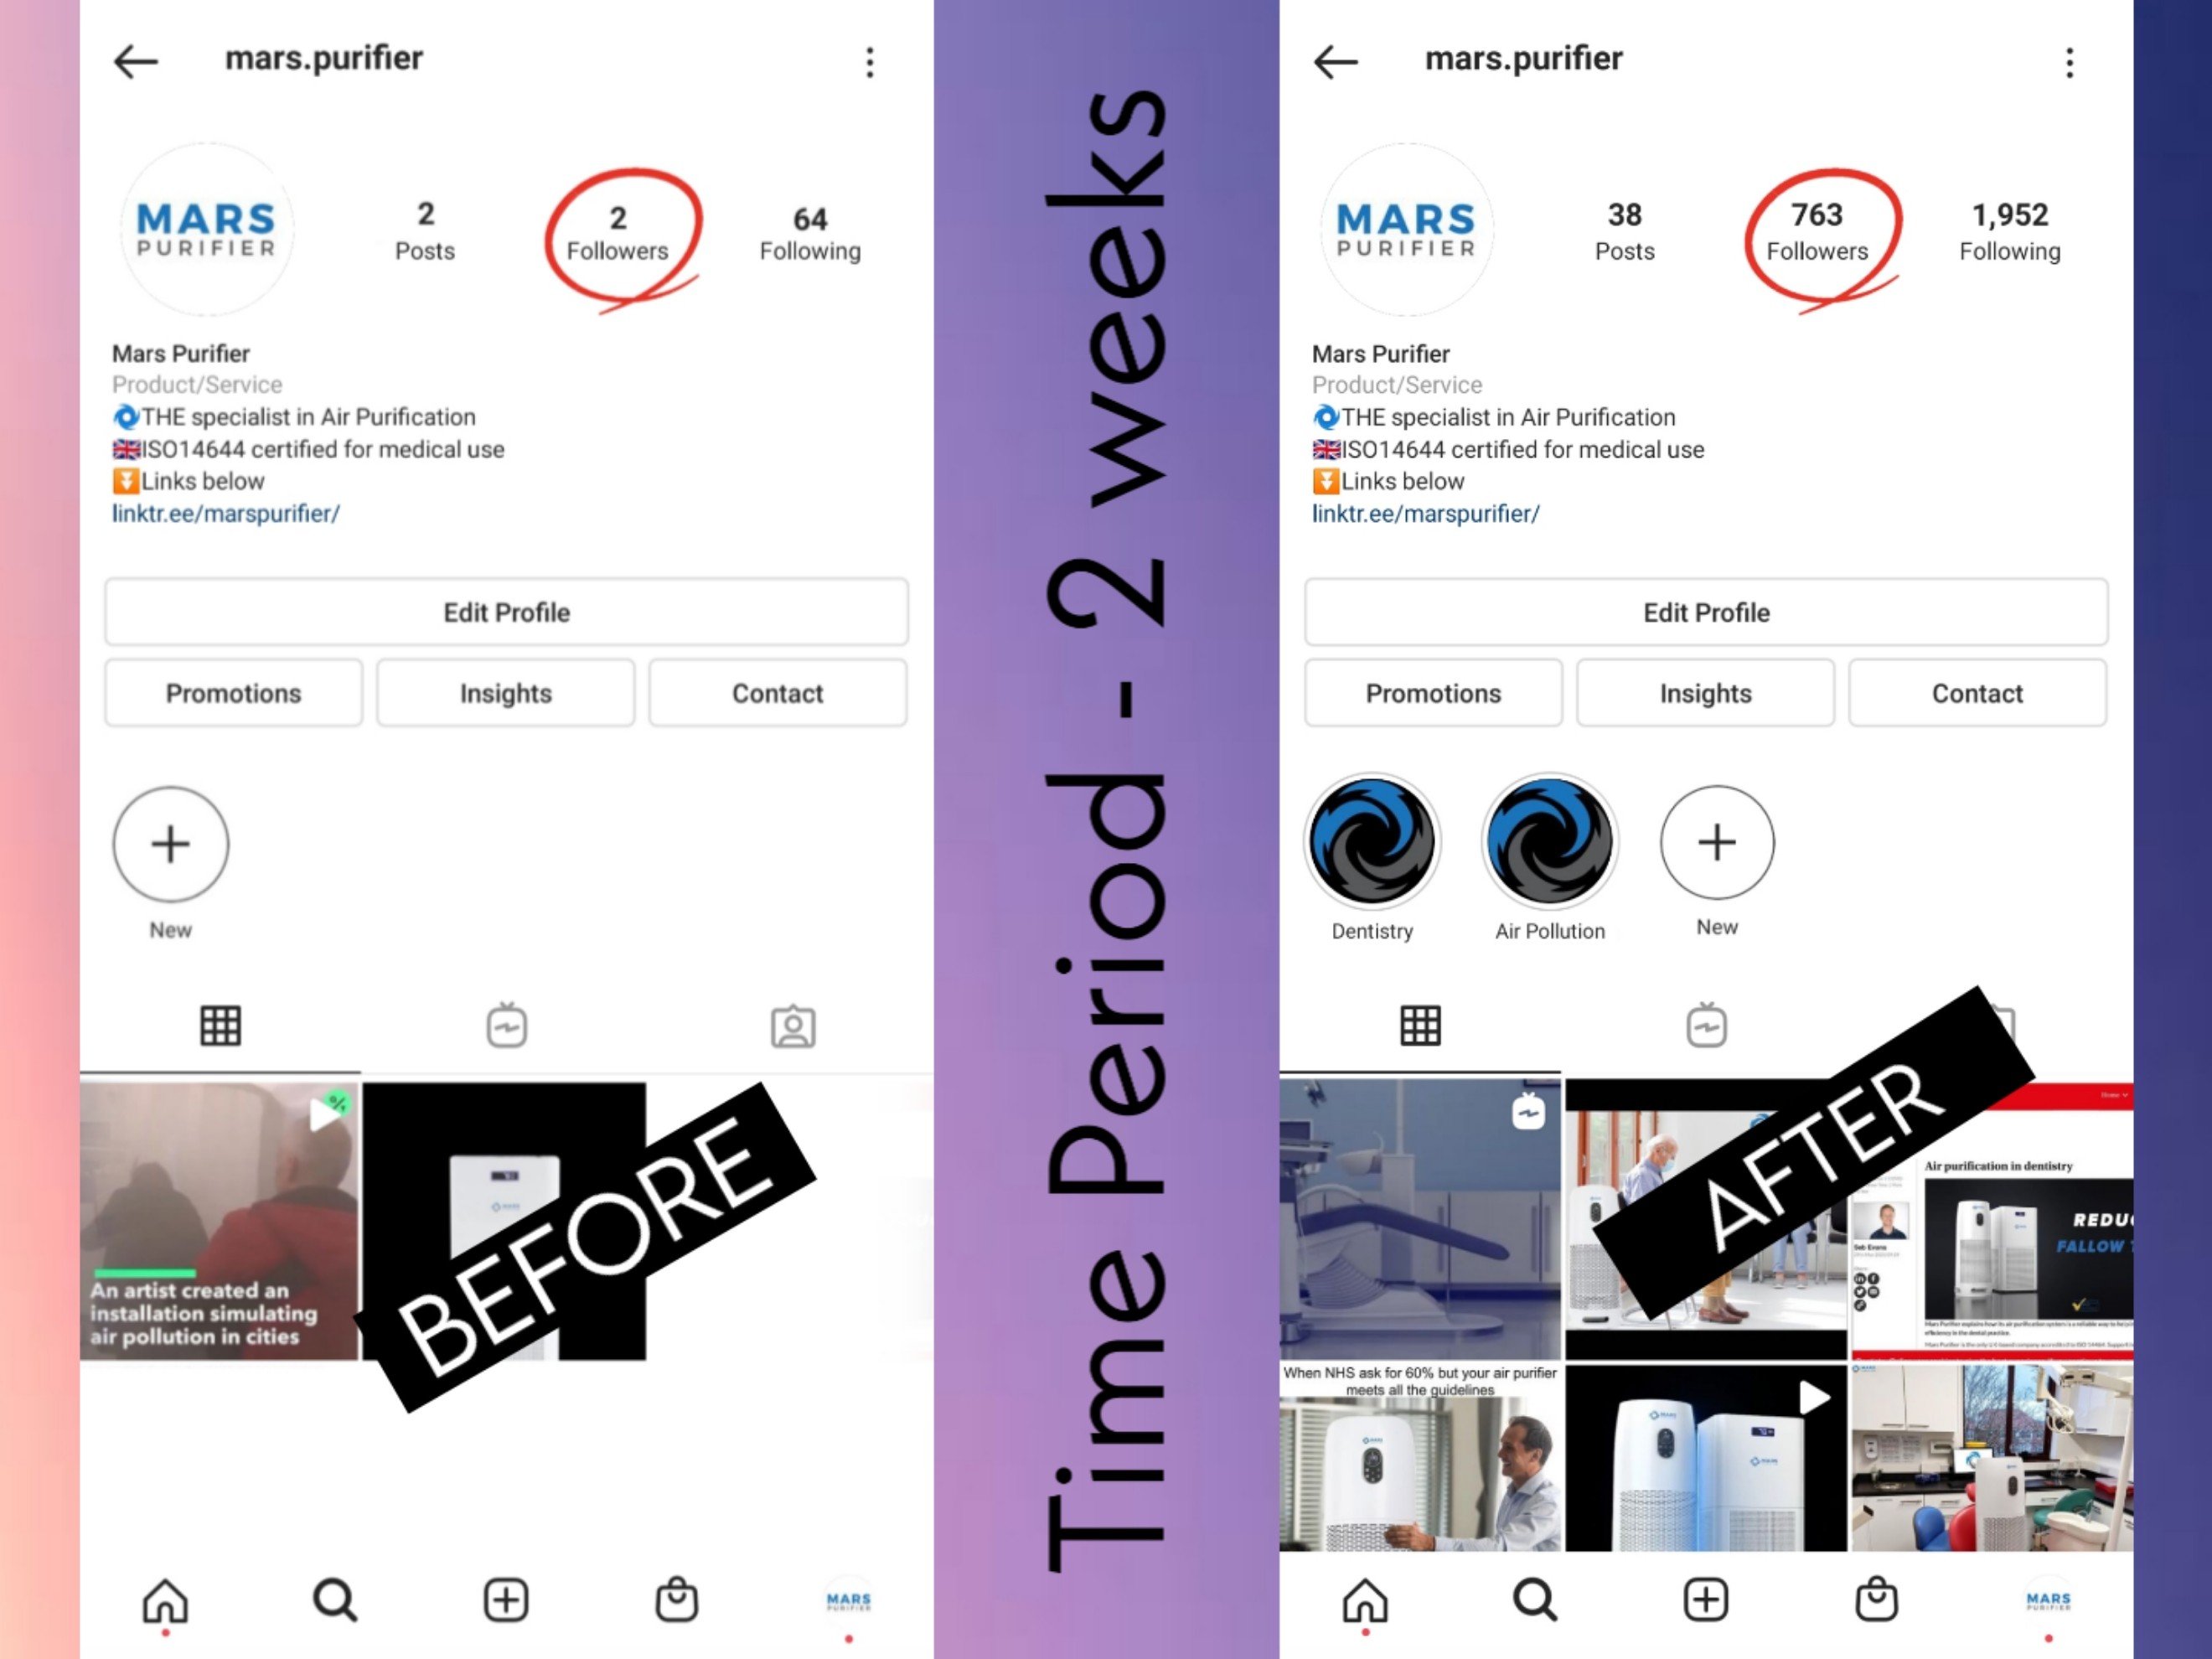 mars.purifier
MARS
PURIFIER
2
Posts
2
Followers
64
Following
Mars Purifier
Product/Service
THE specialist in Air Purification
ISO14644 certified for medical use
Links below
linktr.ee/marspurifier/
Edit Profile
Promotions
Insights
Contact
New
An artist created an
installation simulating
air pollution in cities
BEFORE
MARS
PURIFIER
Time Period - 2 weeks
mars.purifier
MARS
PURIFIER
38
Posts
763
Followers
1,952
Following
Mars Purifier
Product/Service
THE specialist in Air Purification
ISO14644 certified for medical use
Links below
linktr.ee/marspurifier/
Edit Profile
Promotions
Insights
Contact
Dentistry
Air Pollution
New
AFTER
Home
Air purification in dentistry
Seb Evans
REDU
FALLOW
When NHS ask for 60% but your air purifier
meets all the guidelines
MARS
PURIFIER